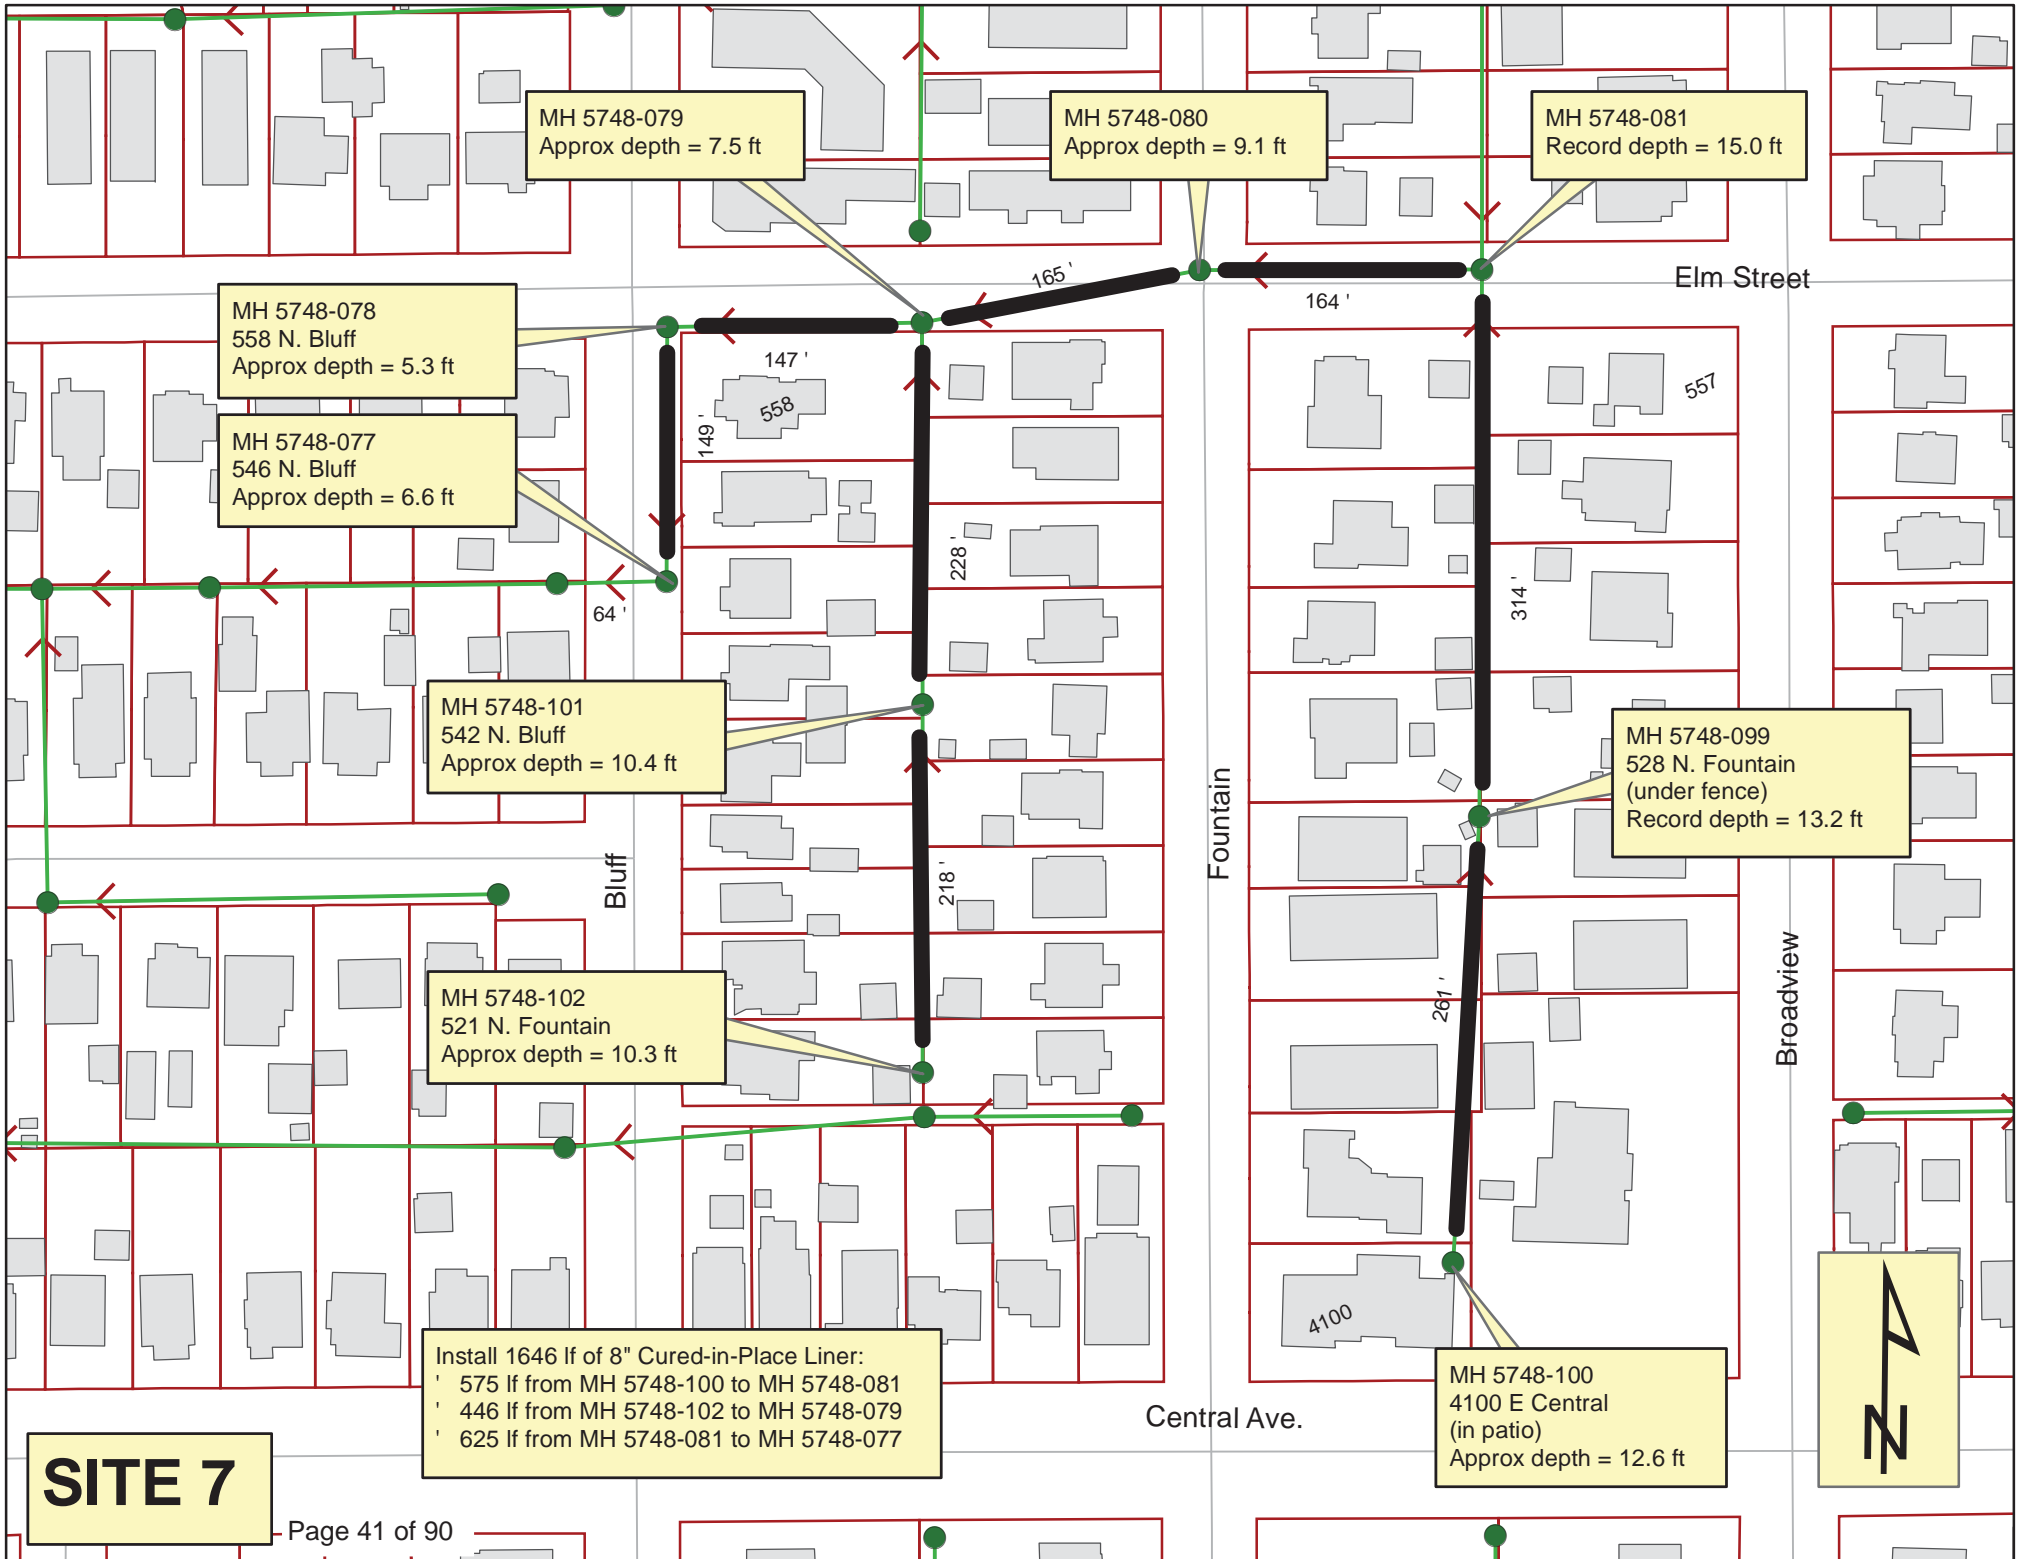 MH 5748-079
Approx depth = 7.5 ft
MH 5748-080
Approx depth = 9.1 ft
MH 5748-081
Record depth = 15.0 ft
165 '
164 '
Elm Street
MH 5748-078
558 N. Bluff
Approx depth = 5.3 ft
147 '
558
149 '
557
MH 5748-077
546 N. Bluff
Approx depth = 6.6 ft
228 '
314 '
64 '
MH 5748-101
542 N. Bluff
Approx depth = 10.4 ft
MH 5748-099
528 N. Fountain
(under fence)
Record depth = 13.2 ft
Fountain
Bluff
218 '
261 '
Broadview
MH 5748-102
521 N. Fountain
Approx depth = 10.3 ft
4100
Install 1646 lf of 8" Cured-in-Place Liner:
' 575 lf from MH 5748-100 to MH 5748-081
' 446 lf from MH 5748-102 to MH 5748-079
' 625 lf from MH 5748-081 to MH 5748-077
Central Ave.
MH 5748-100
4100 E Central
(in patio)
Approx depth = 12.6 ft
N
SITE 7
Page 41 of 90